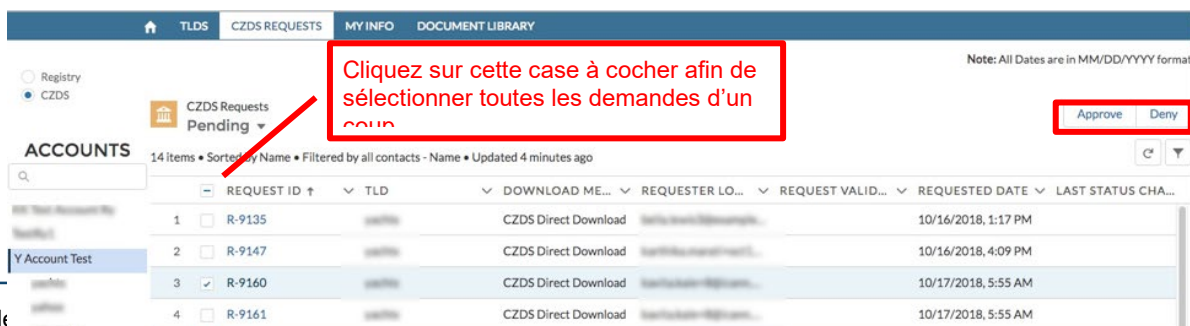 TLDS CZDS REQUESTS MY INFO DOCUMENT LIBRARY
Note: All Dates are in MM/DD/YYYY format
Registry
CZDS
Cliquez sur cette case à cocher afin de
sélectionner toutes les demandes d'un
coup
CZDS Requests
Pending
Approve Deny
ACCOUNTS
14 items • Sorted by Name • Filtered by all contacts - Name • Updated 4 minutes ago
REQUEST ID ↑ TLD DOWNLOAD ME... REQUESTER LO... REQUEST VALID... REQUESTED DATE LAST STATUS CHA...
1 R-9135 CZDS Direct Download 10/16/2018, 1:17 PM
2 R-9147 CZDS Direct Download 10/16/2018, 4:09 PM
Y Account Test
3 R-9160 CZDS Direct Download 10/17/2018, 5:55 AM
4 R-9161 CZDS Direct Download 10/17/2018, 5:55 AM